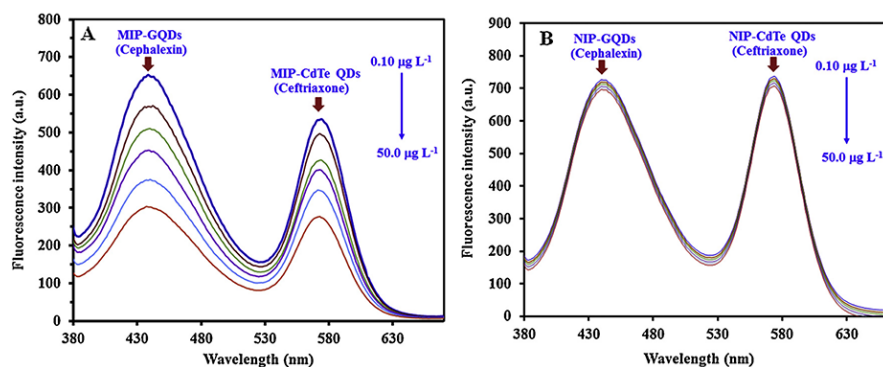 A
MIP-GQDs
(Cephalexin)
MIP-CdTe QDs
(Ceftriaxone)
0.10 µg L⁻¹
50.0 µg L⁻¹
Fluorescence intensity (a.u.)
800
700
600
500
400
300
200
100
0
380 430 480 530 580 630
Wavelength (nm)
B
NIP-GQDs
(Cephalexin)
NIP-CdTe QDs
(Ceftriaxone)
0.10 µg L⁻¹
50.0 µg L⁻¹
Fluorescence intensity (a.u.)
900
800
700
600
500
400
300
200
100
0
380 430 480 530 580 630
Wavelength (nm)